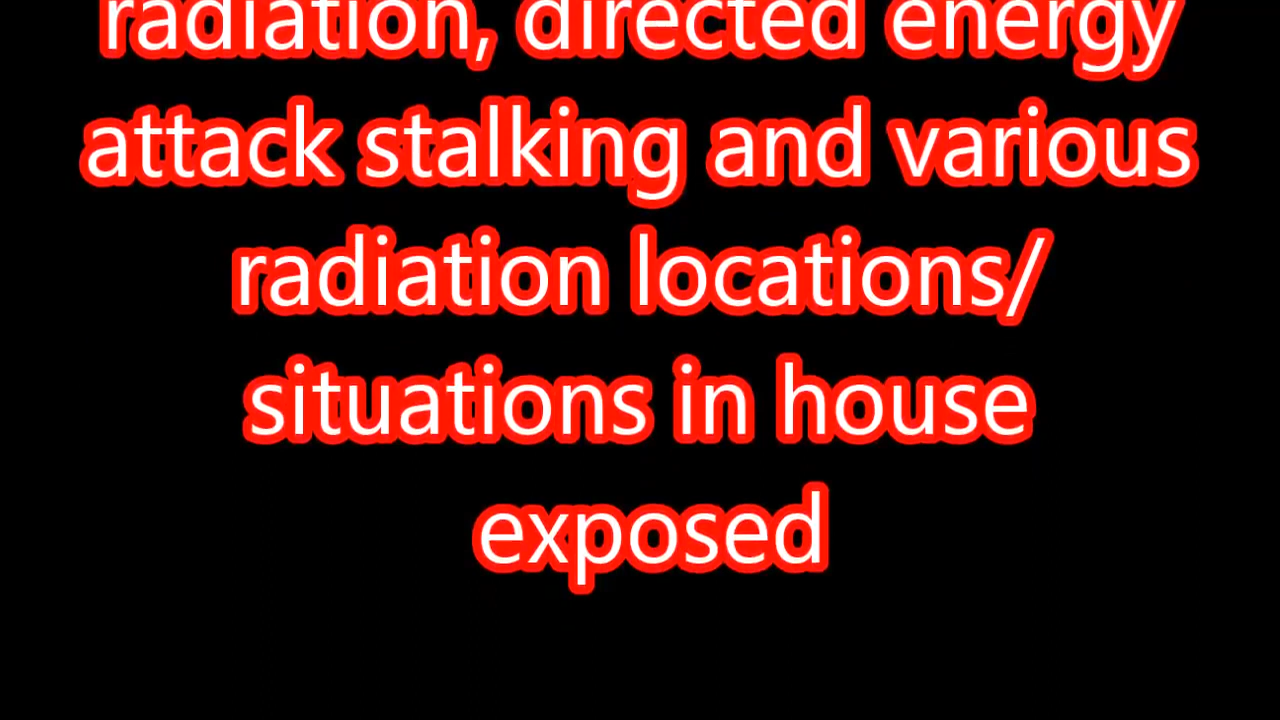 radiation, directed energy
attack stalking and various
radiation locations/
situations in house
exposed